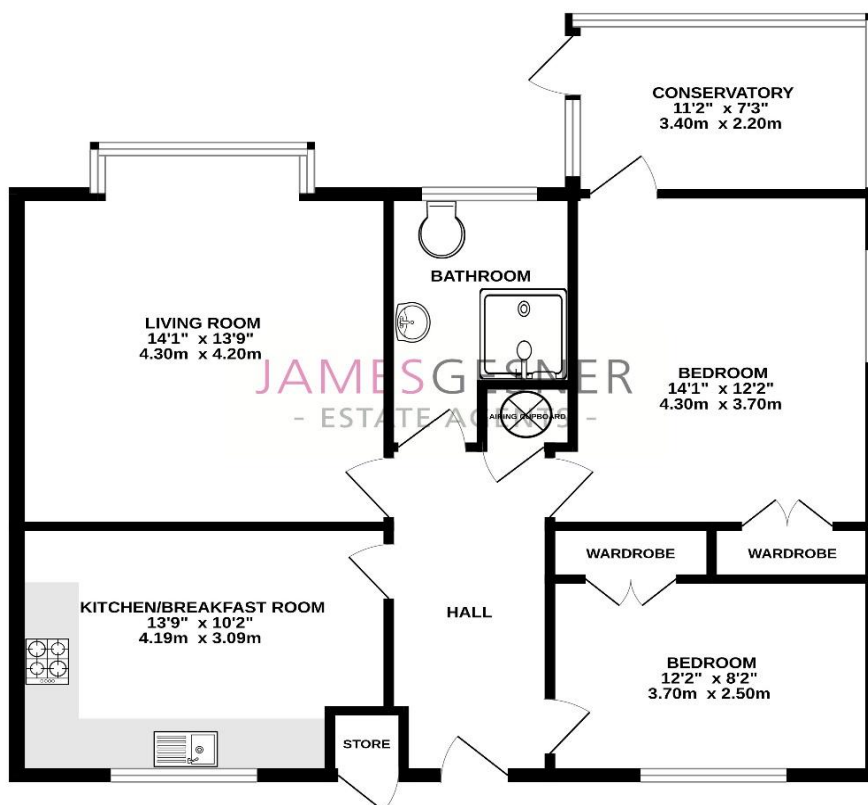 CONSERVATORY
11'2" x 7'3"
3.40m x 2.20m
BATHROOM
LIVING ROOM
14'1" x 13'9"
4.30m x 4.20m
BEDROOM
14'1" x 12'2"
4.30m x 3.70m
JAMESGESNER
- ESTATE AGENTS -
AIRING CUPBOARD
WARDROBE
WARDROBE
KITCHEN/BREAKFAST ROOM
13'9" x 10'2"
4.19m x 3.09m
HALL
BEDROOM
12'2" x 8'2"
3.70m x 2.50m
STORE